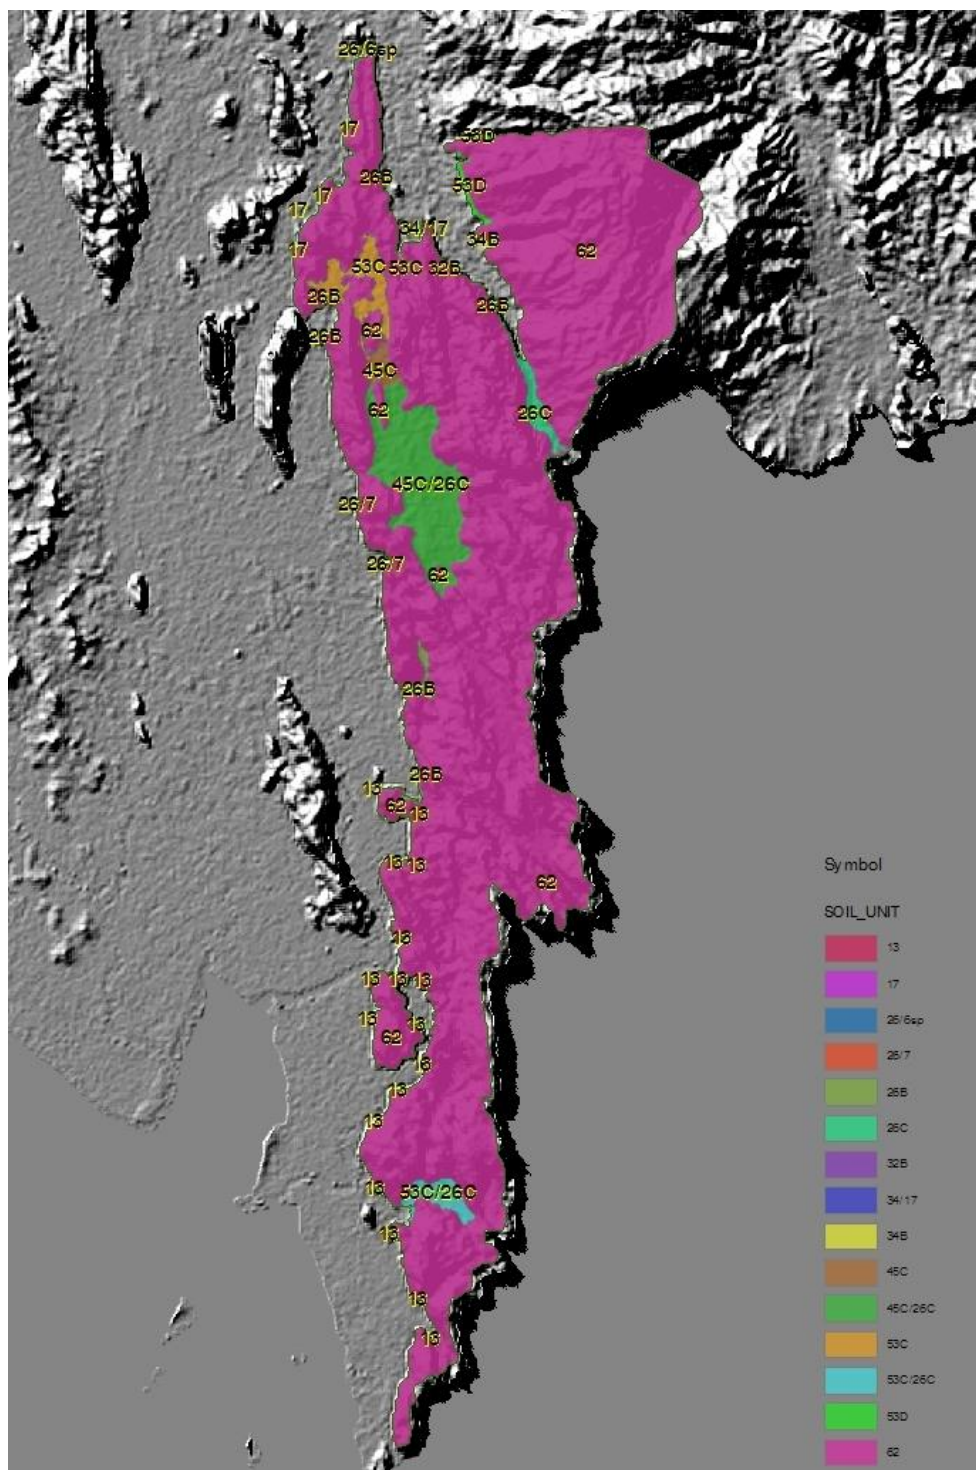 26/6sp
17
26B
17
17
17
53D
53D
34/17
34B
62
53C
53C
32B
26B
26B
26B
62
45C
62
26C
45C/26C
26/7
26/7
62
26B
26B
13
62
13
13
13
62
13
13
13
13
13
13
62
13
13
13
13
53C/26C
13
13
13
Symbol
SOIL_UNIT
13
17
26/6sp
26/7
26B
26C
32B
34/17
34B
45C
45C/26C
53C
53C/26C
53D
62